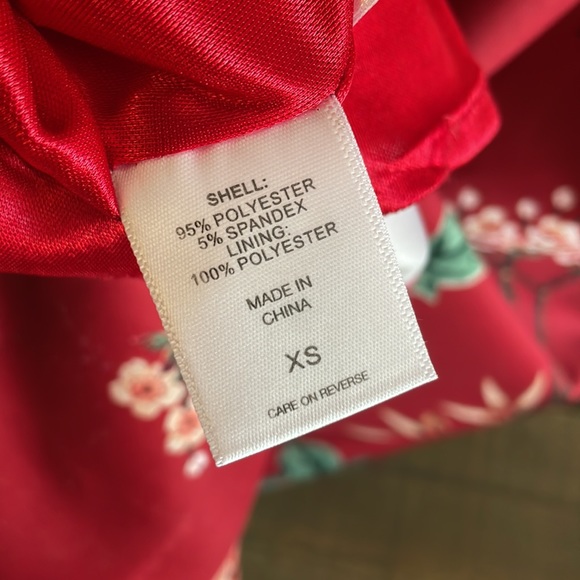 SHELL:
95% POLYESTER
5% SPANDEX
LINING:
100% POLYESTER
MADE IN
CHINA
XS
CARE ON REVERSE